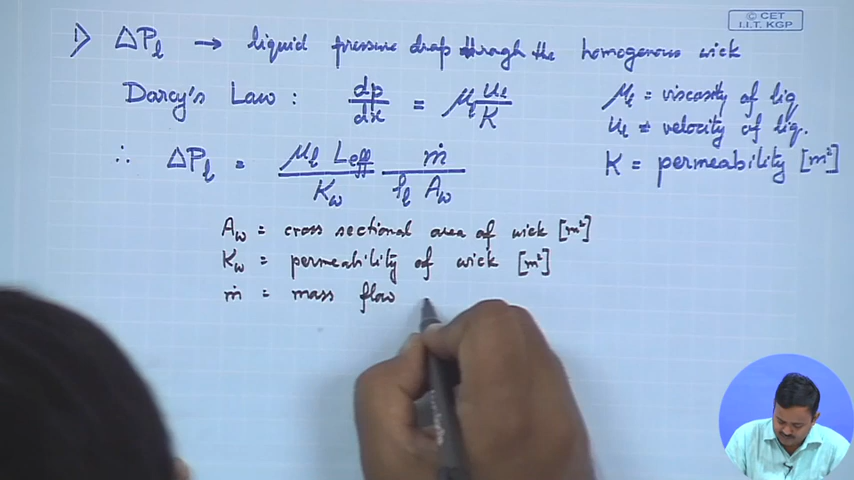 © CET
I.I.T. KGP
1) ΔPₗ → liquid pressure drop through the homogenous wick
Darcy's Law : dp/dx = μₗ uₗ/K
μₗ = viscosity of liq
uₗ = velocity of liq.
K = permeability [m²]
∴ ΔPₗ = μₗ Leff/Kw ṁ/ρₗ Aw
Aw = cross sectional area of wick [m²]
Kw = permeability of wick [m²]
ṁ = mass flow